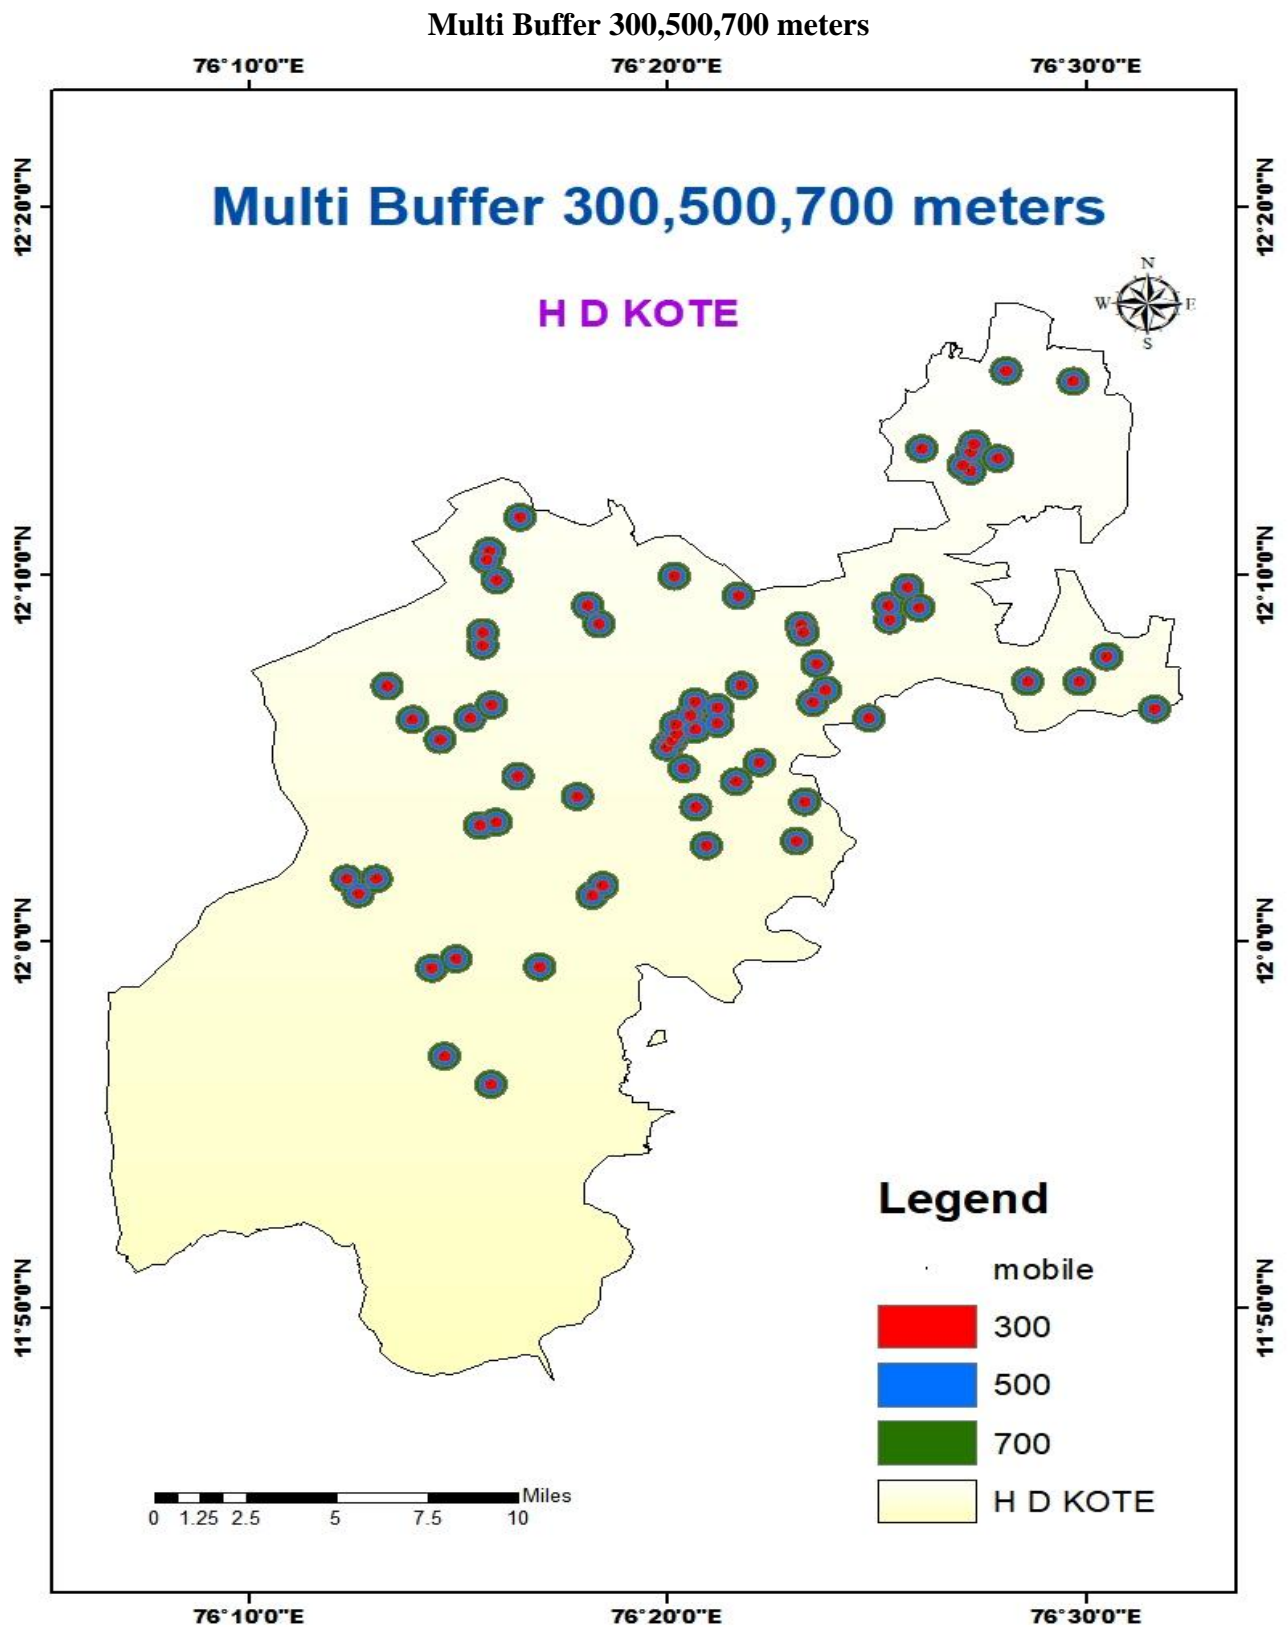 Multi Buffer 300,500,700 meters
76°10'0"E 76°20'0"E 76°30'0"E
12°20'0"N 12°20'0"N
Multi Buffer 300,500,700 meters
H D KOTE
N
W E
S
12°10'0"N 12°10'0"N
12°0'0"N 12°0'0"N
11°50'0"N 11°50'0"N
Legend
mobile
300
500
700
H D KOTE
Miles
0 1.25 2.5 5 7.5 10
76°10'0"E 76°20'0"E 76°30'0"E